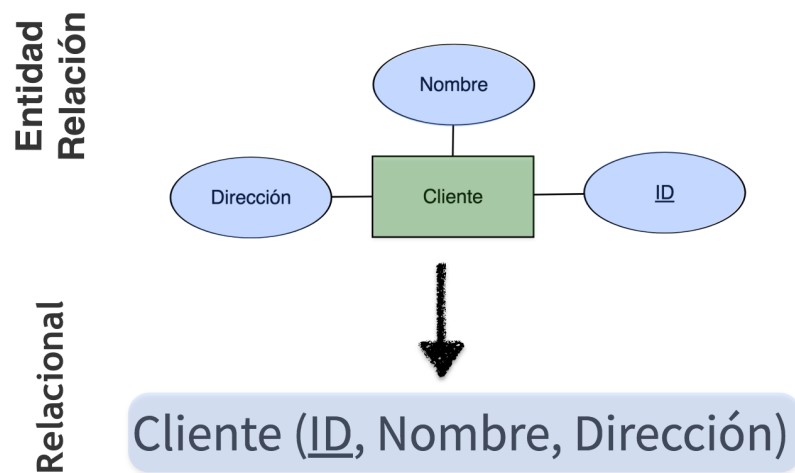 Entidad
Relación
Nombre
Dirección
Cliente
ID
Relacional
Cliente (ID, Nombre, Dirección)